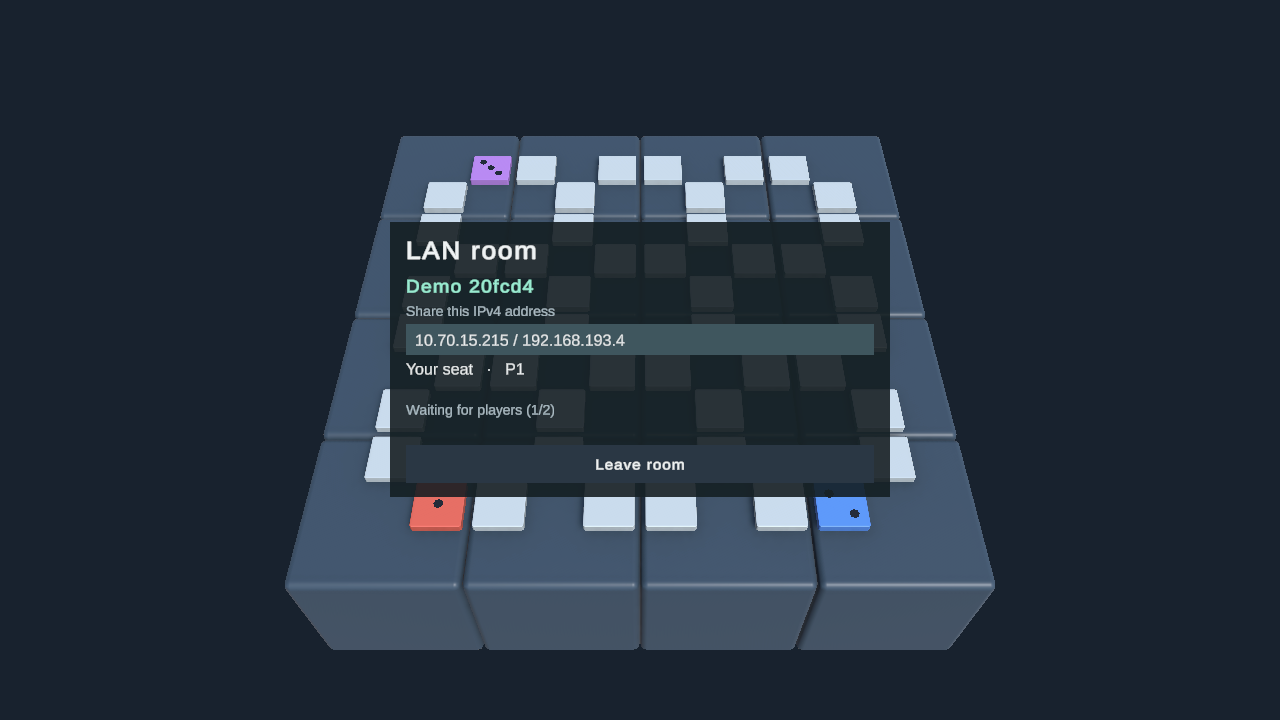 LAN room
Demo 20fcd4
Share this IPv4 address
10.70.15.215 / 192.168.193.4
Your seat · P1
Waiting for players (1/2)
Leave room